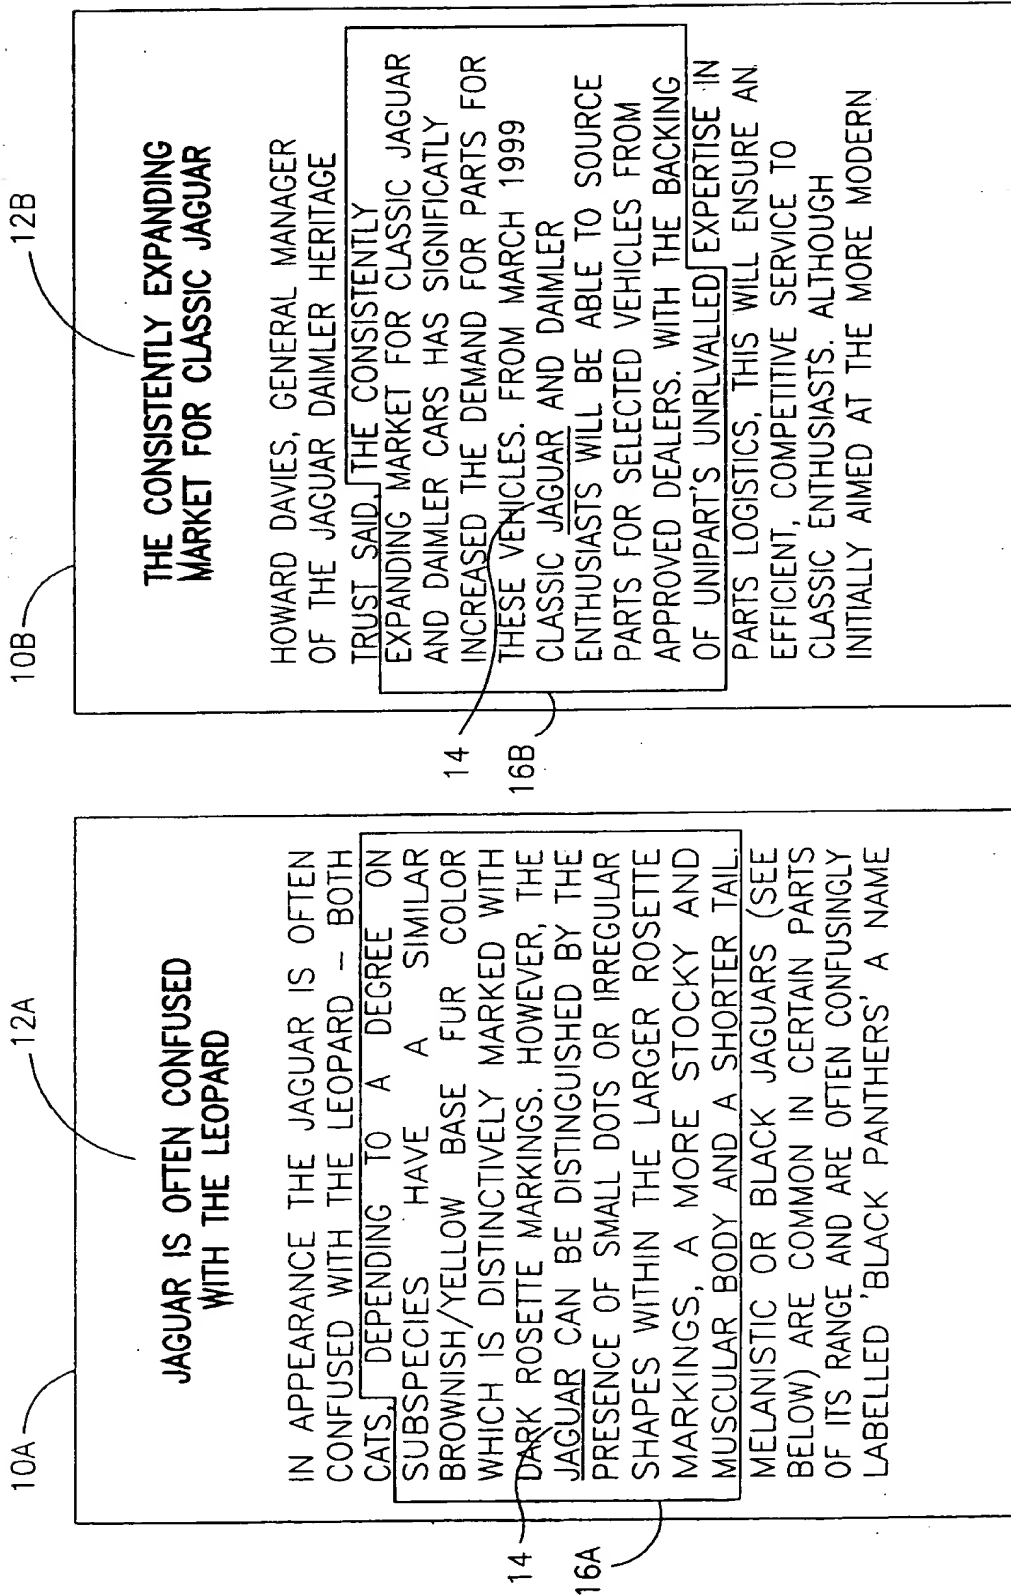 10A
12A
JAGUAR IS OFTEN CONFUSED
WITH THE LEOPARD
IN APPEARANCE THE JAGUAR IS OFTEN
CONFUSED WITH THE LEOPARD – BOTH
CATS, DEPENDING TO A DEGREE ON
SUBSPECIES HAVE A SIMILAR
BROWNISH/YELLOW BASE FUR COLOR
WHICH IS DISTINCTIVELY MARKED WITH
DARK ROSETTE MARKINGS. HOWEVER, THE
JAGUAR CAN BE DISTINGUISHED BY THE
PRESENCE OF SMALL DOTS OR IRREGULAR
SHAPES WITHIN THE LARGER ROSETTE
MARKINGS, A MORE STOCKY AND
MUSCULAR BODY AND A SHORTER TAIL.
MELANISTIC OR BLACK JAGUARS (SEE
BELOW) ARE COMMON IN CERTAIN PARTS
OF ITS RANGE AND ARE OFTEN CONFUSINGLY
LABELLED 'BLACK PANTHERS' A NAME
14
16A
10B
12B
THE CONSISTENTLY EXPANDING
MARKET FOR CLASSIC JAGUAR
HOWARD DAVIES, GENERAL MANAGER
OF THE JAGUAR DAIMLER HERITAGE
TRUST SAID, THE CONSISTENTLY
EXPANDING MARKET FOR CLASSIC JAGUAR
AND DAIMLER CARS HAS SIGNIFICATLY
INCREASED THE DEMAND FOR PARTS FOR
THESE VEHICLES. FROM MARCH 1999
CLASSIC JAGUAR AND DAIMLER
ENTHUSIASTS WILL BE ABLE TO SOURCE
PARTS FOR SELECTED VEHICLES FROM
APPROVED DEALERS. WITH THE BACKING
OF UNIPART'S UNRLVALLED EXPERTISE IN
PARTS LOGISTICS, THIS WILL ENSURE AN
EFFICIENT, COMPETITIVE SERVICE TO
CLASSIC ENTHUSIASTS. ALTHOUGH
INITIALLY AIMED AT THE MORE MODERN
14
16B